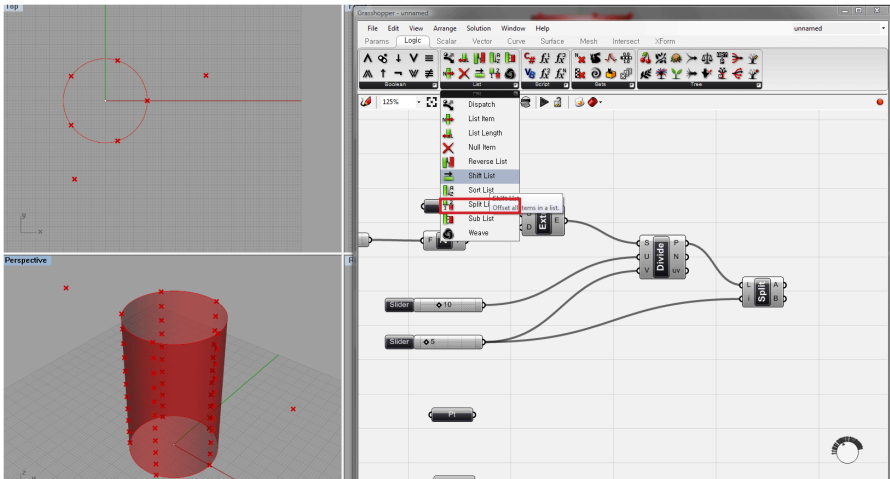 Top
Grasshopper - unnamed
File Edit View Arrange Solution Window Help
unnamed
Params Logic Scalar Vector Curve Surface Mesh Intersect XForm
Boolean
List
Script
Sets
Tree
125%
Dispatch
List Item
List Length
Null Item
Reverse List
Shift List
Sort List
Shift List
Split Li
Offset all items in a list.
Sub List
Weave
D
Extr
E
F
S
U
V
Divide
P
N
uv
L
i
Split
A
B
Slider 10
Slider 5
Pt
y
x
Perspective
z